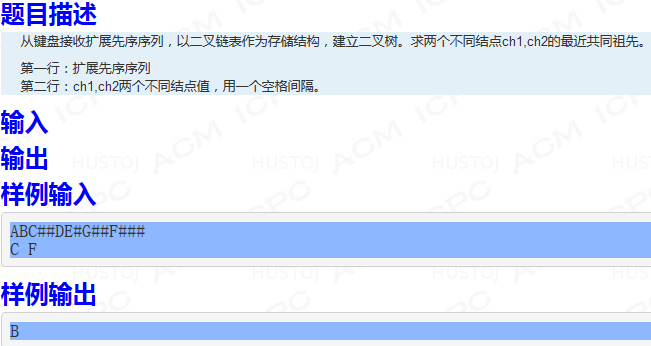 题目描述
从键盘接收扩展先序序列，以二叉链表作为存储结构，建立二叉树。求两个不同结点ch1,ch2的最近共同祖先。
第一行：扩展先序序列
第二行：ch1,ch2两个不同结点值，用一个空格间隔。
输入
输出
HUSTOJ ACM ICPC
样例输入
ABC##DE#G##F###
C F
样例输出
B